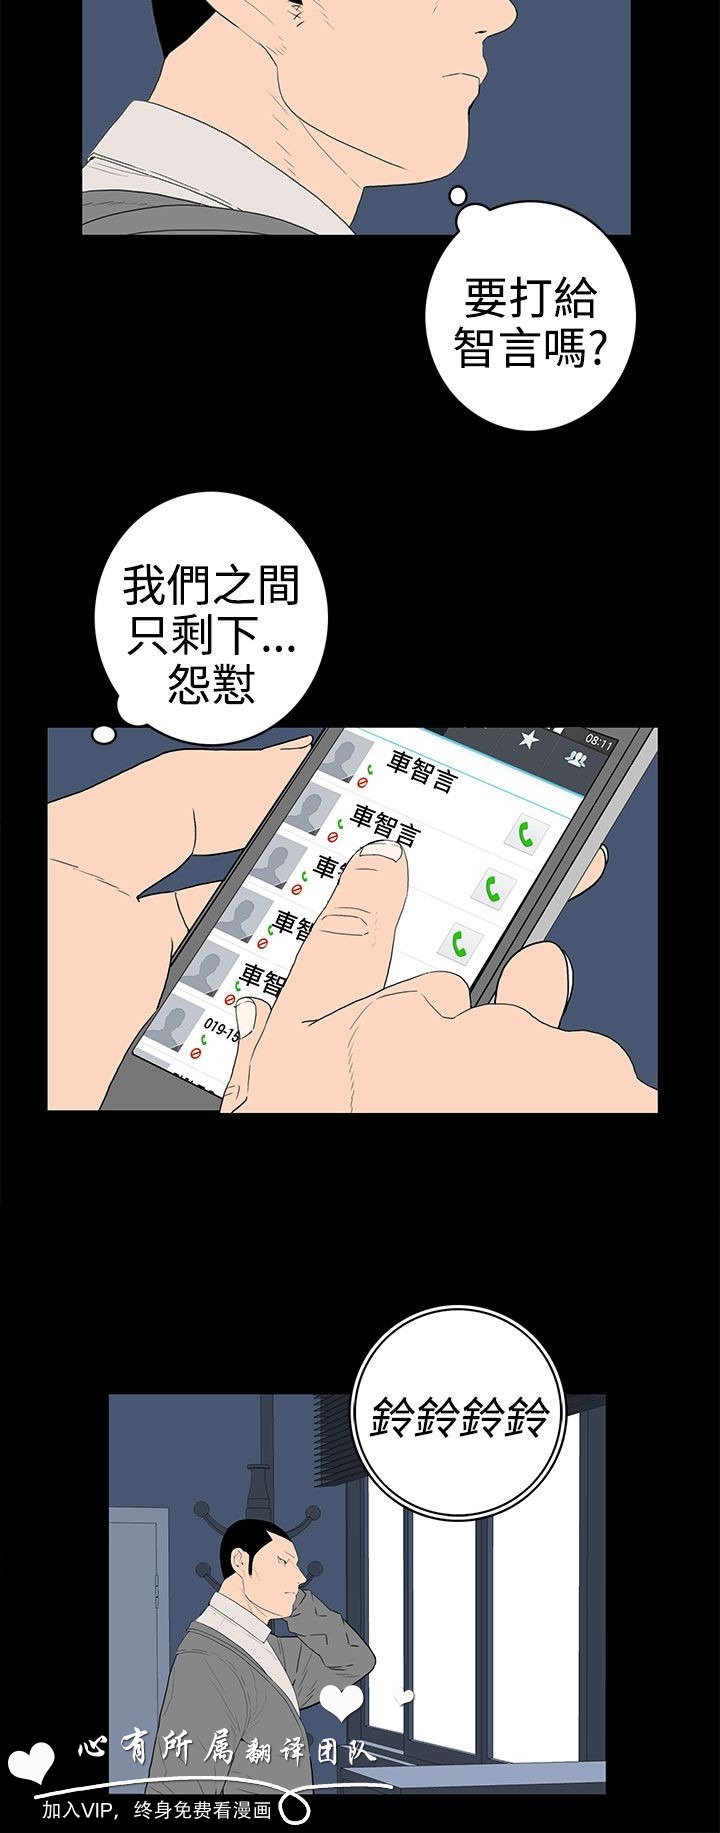 要打給
智言嗎?
我們之間
只剩下...
怨懟
08:11
車智言
車智言
車智
車智
車智
019-15
鈴鈴鈴鈴
心有所属翻译团队
加入VIP，终身免费看漫画